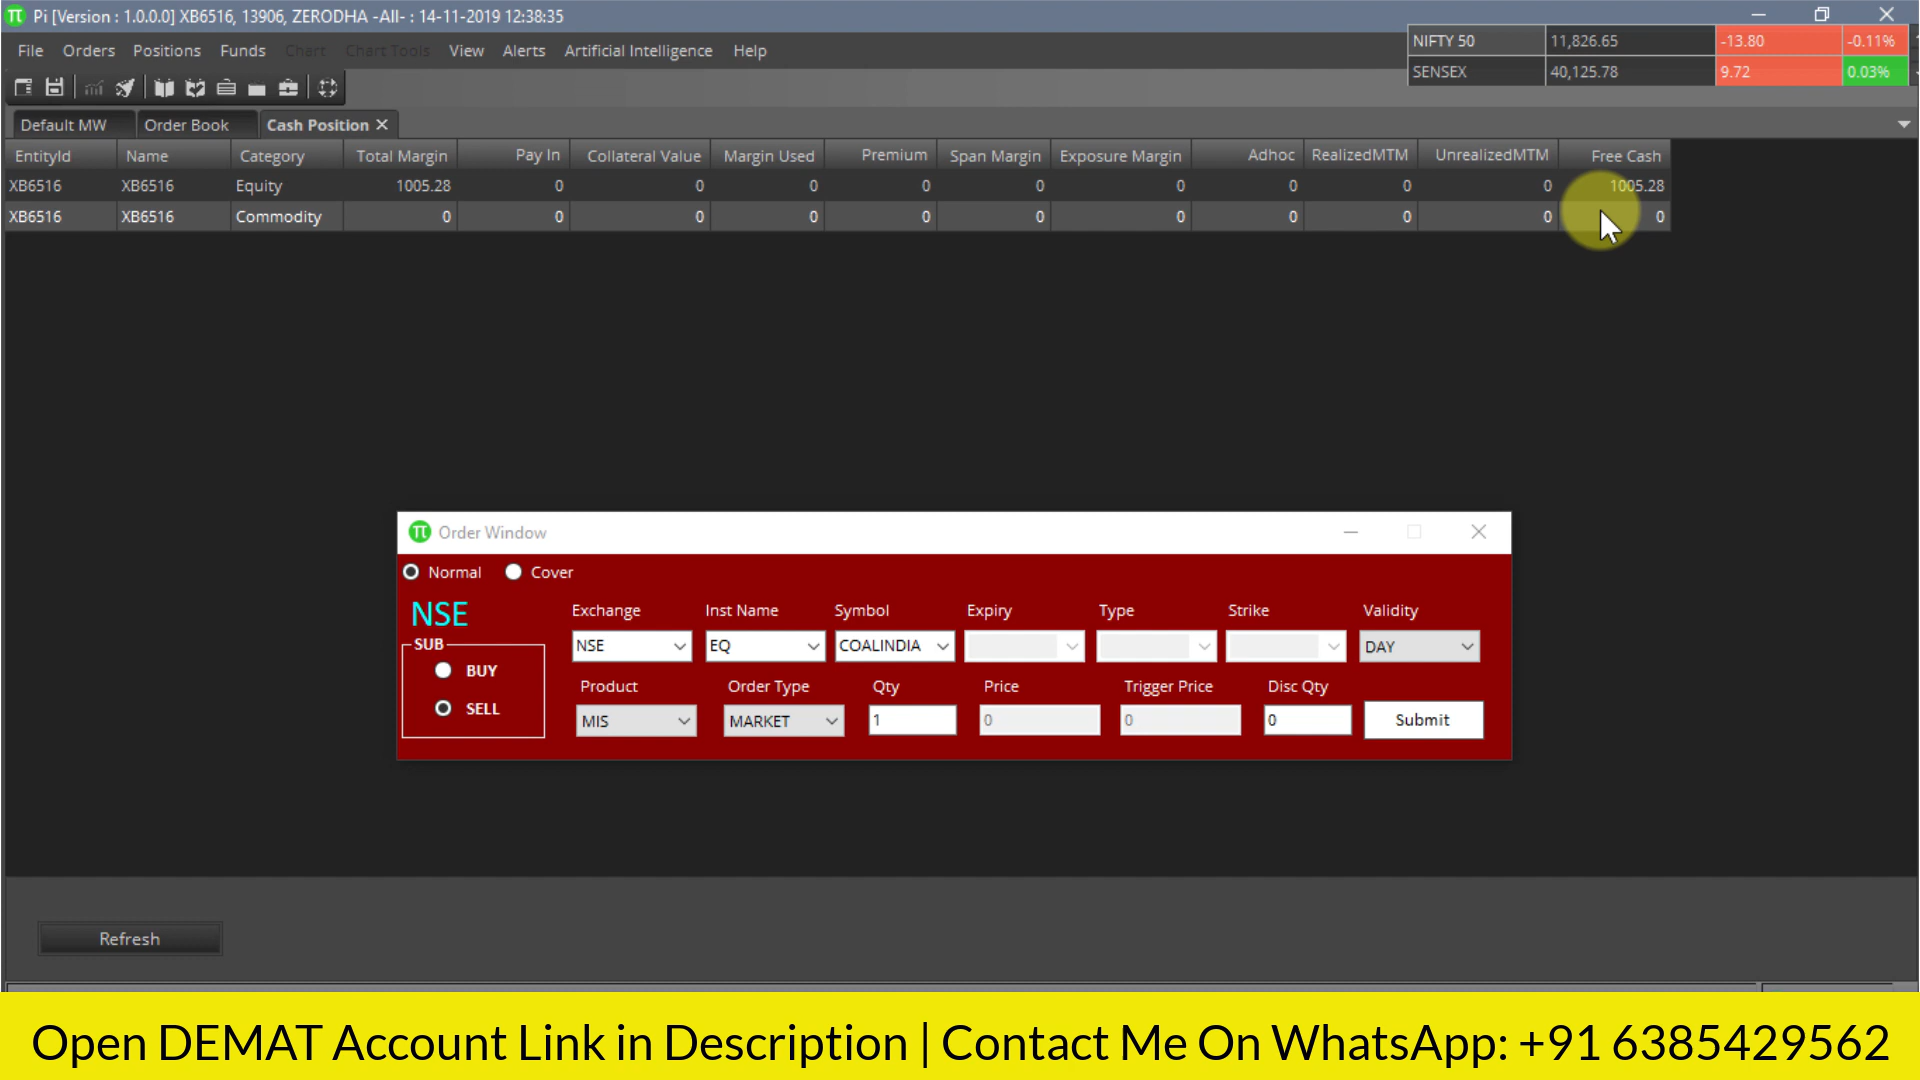 Pi [Version : 1.0.0.0] XB6516, 13906, ZERODHA -All- : 14-11-2019 12:38:35
File Orders Positions Funds Chart Chart Tools View Alerts Artificial Intelligence Help
NIFTY 50 11,826.65 -13.80 -0.11%
SENSEX 40,125.78 9.72 0.03%
Default MW Order Book Cash Position
EntityId Name Category Total Margin Pay In Collateral Value Margin Used Premium Span Margin Exposure Margin Adhoc RealizedMTM UnrealizedMTM Free Cash
XB6516 XB6516 Equity 1005.28 0 0 0 0 0 0 0 0 0 1005.28
XB6516 XB6516 Commodity 0 0 0 0 0 0 0 0 0 0 0
Order Window
Normal Cover
NSE
Exchange Inst Name Symbol Expiry Type Strike Validity
SUB
NSE EQ COALINDIA DAY
BUY
Product Order Type Qty Price Trigger Price Disc Qty
SELL
MIS MARKET 1 0 0 0 Submit
Refresh
Open DEMAT Account Link in Description | Contact Me On WhatsApp: +91 6385429562